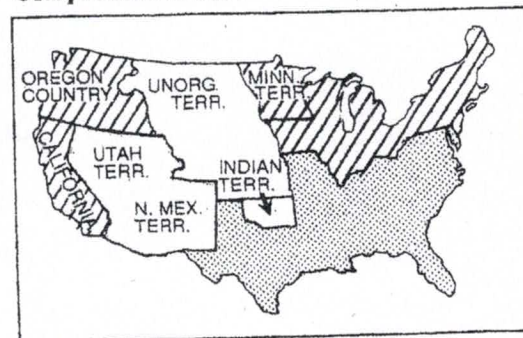 OREGON
COUNTRY
UNORG.
TERR.
MINN.
TERR.
CALIFORNIA
UTAH
TERR.
INDIAN
TERR.
N. MEX.
TERR.